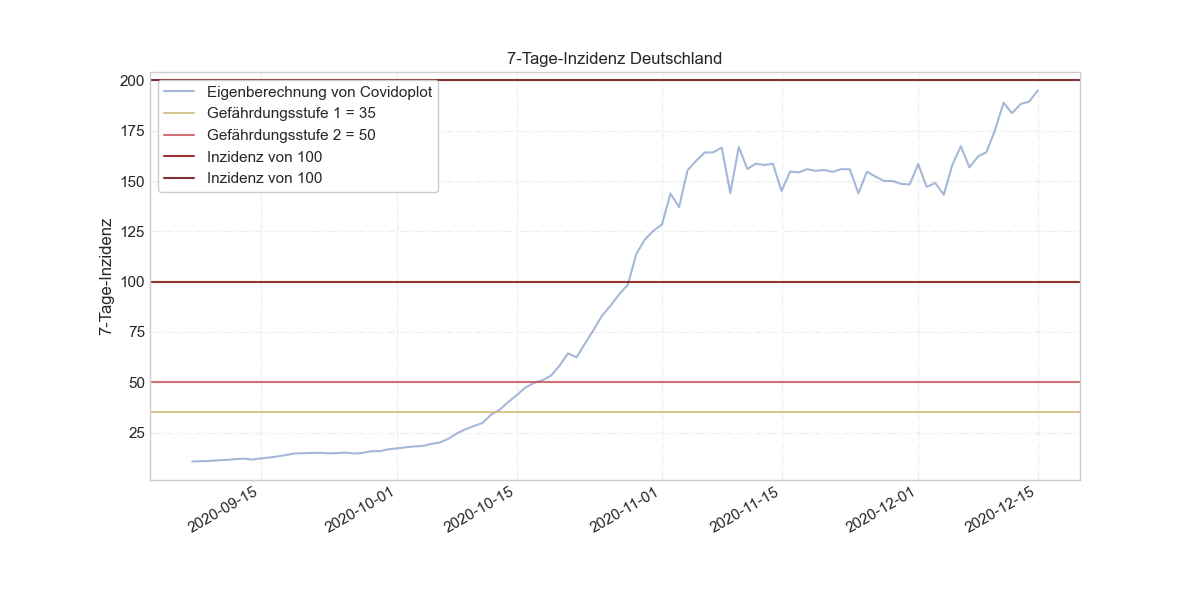 7-Tage-Inzidenz Deutschland
Eigenberechnung von Covidoplot
Gefährdungsstufe 1 = 35
Gefährdungsstufe 2 = 50
Inzidenz von 100
Inzidenz von 100
7-Tage-Inzidenz
200
175
150
125
100
75
50
25
2020-09-15
2020-10-01
2020-10-15
2020-11-01
2020-11-15
2020-12-01
2020-12-15